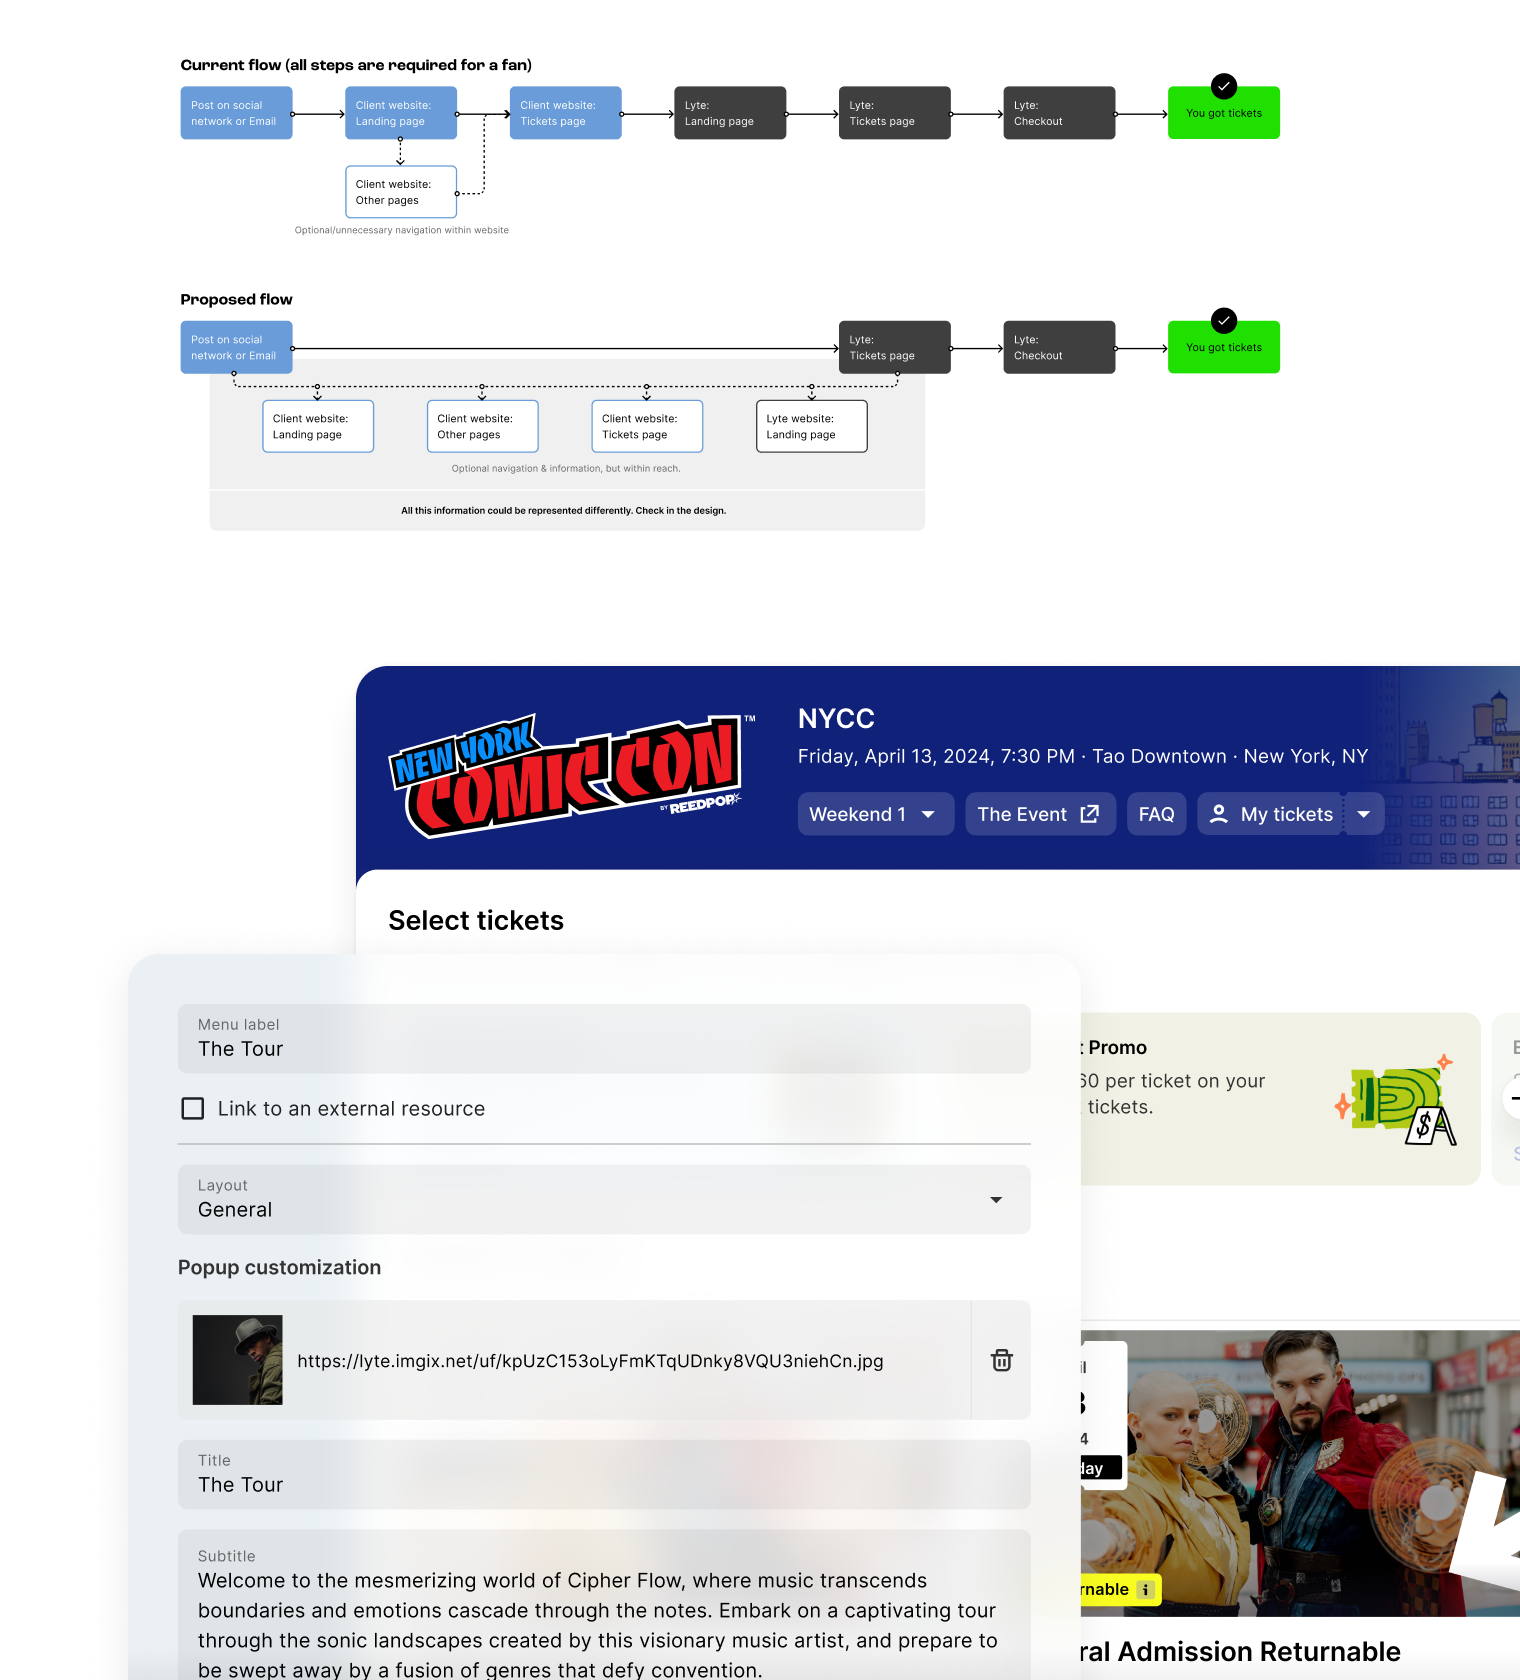 Current flow (all steps are required for a fan)
Post on social
network or Email
Client website:
Landing page
Client website:
Tickets page
Lyte:
Landing page
Lyte:
Tickets page
Lyte:
Checkout
You got tickets
Client website:
Other pages
Optional/unnecessary navigation within website
Proposed flow
Post on social
network or Email
Lyte:
Tickets page
Lyte:
Checkout
You got tickets
Client website:
Landing page
Client website:
Other pages
Client website:
Tickets page
Lyte website:
Landing page
Optional navigation & information, but within reach.
All this information could be represented differently. Check in the design.
NEW YORK
COMIC CON
TM
BY REEDPOP
NYCC
Friday, April 13, 2024, 7:30 PM · Tao Downtown · New York, NY
Weekend 1
The Event
FAQ
My tickets
Select tickets
Menu label
The Tour
Link to an external resource
Layout
General
Popup customization
https://lyte.imgix.net/uf/kpUzC153oLyFmKTqUDnky8VQU3niehCn.jpg
Title
The Tour
Subtitle
Welcome to the mesmerizing world of Cipher Flow, where music transcends
boundaries and emotions cascade through the notes. Embark on a captivating tour
through the sonic landscapes created by this visionary music artist, and prepare to
be swept away by a fusion of genres that defy convention.
t Promo
60 per ticket on your
tickets.
$
il
4
day
rnable
ral Admission Returnable